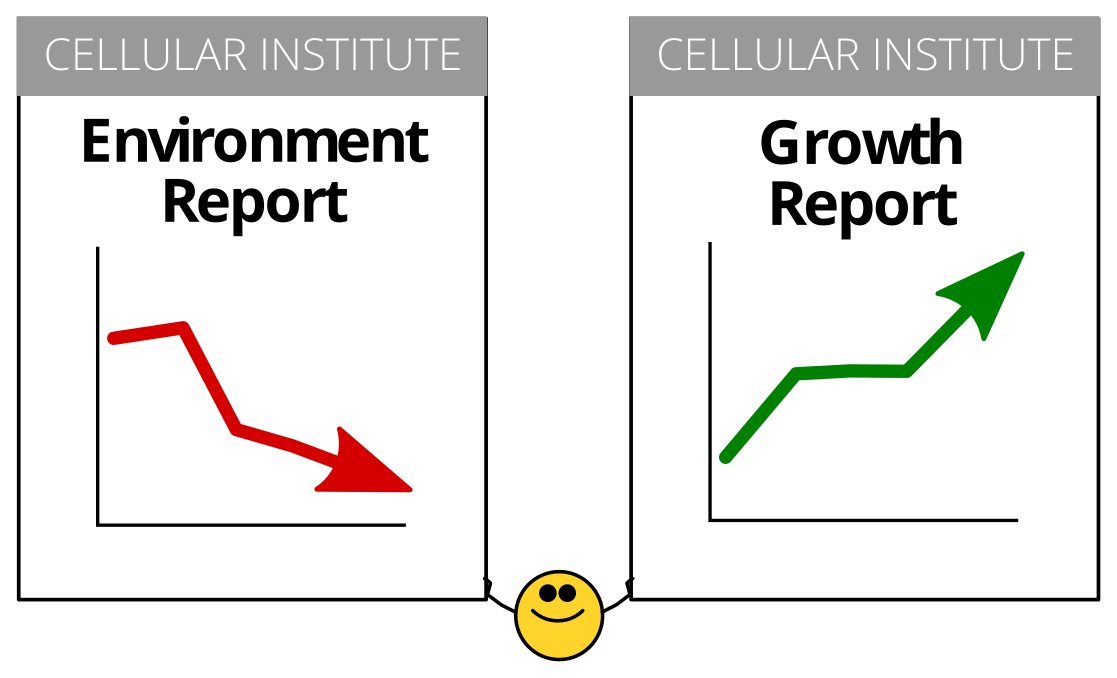 CELLULAR INSTITUTE
Environment
Report
CELLULAR INSTITUTE
Growth
Report